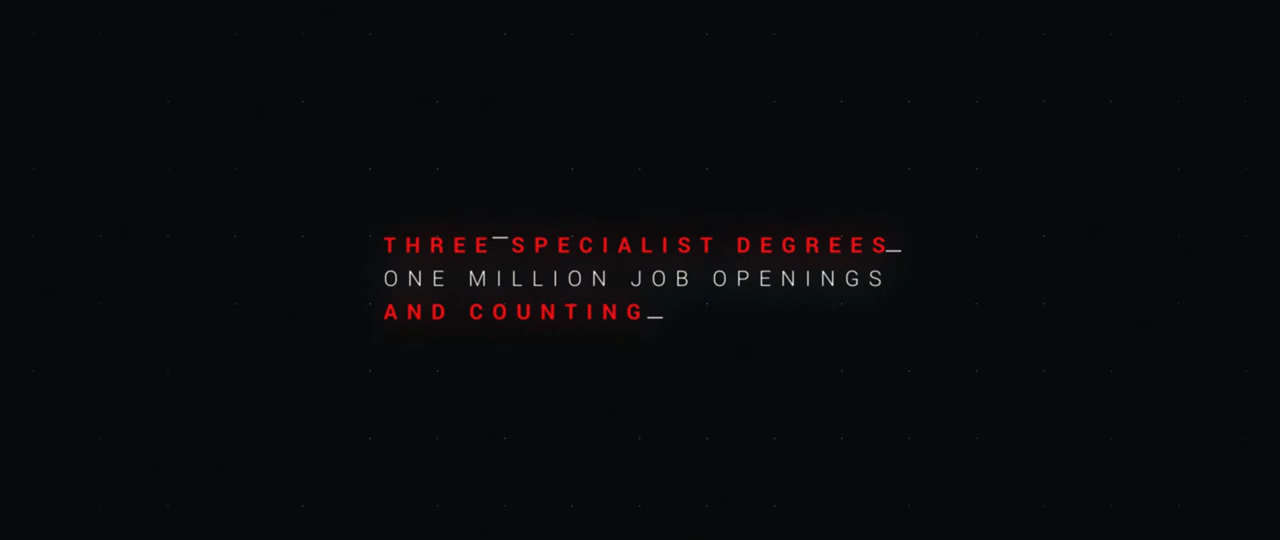 THREE SPECIALIST DEGREES_
ONE MILLION JOB OPENINGS
AND COUNTING_